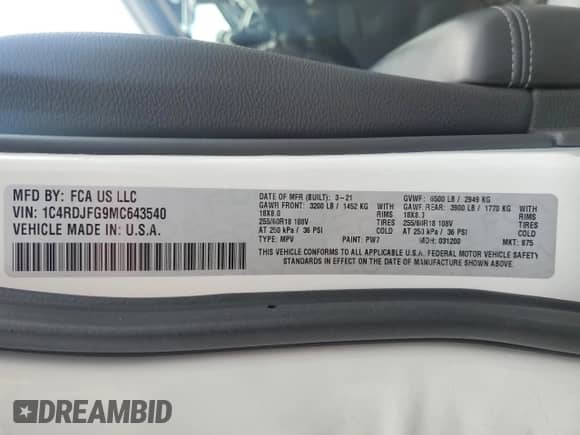 MFD BY: FCA US LLC
VIN: 1C4RDJFG9MC643540
VEHICLE MADE IN: U.S.A.
DATE OF MFR (BUILT): 3-21
GAWR FRONT: 3200 LB / 1452 KG
18X8.0
255/60R18 108V
AT 250 kPa / 36 PSI
TYPE: MPV PAINT: PW7
RIMS
TIRES
COLD
GVWR: 6500 LB / 2949 KG
GAWR REAR: 3900 LB / 1770 KG
18X8.0
255/60R18 108V
AT 250 kPa / 36 PSI
MDH: 031200
RIMS
TIRES
COLD
MKT: 875
THIS VEHICLE CONFORMS TO ALL APPLICABLE U.S.A. FEDERAL MOTOR VEHICLE SAFETY
STANDARDS IN EFFECT ON THE DATE OF MANUFACTURE SHOWN ABOVE.
DREAMBID